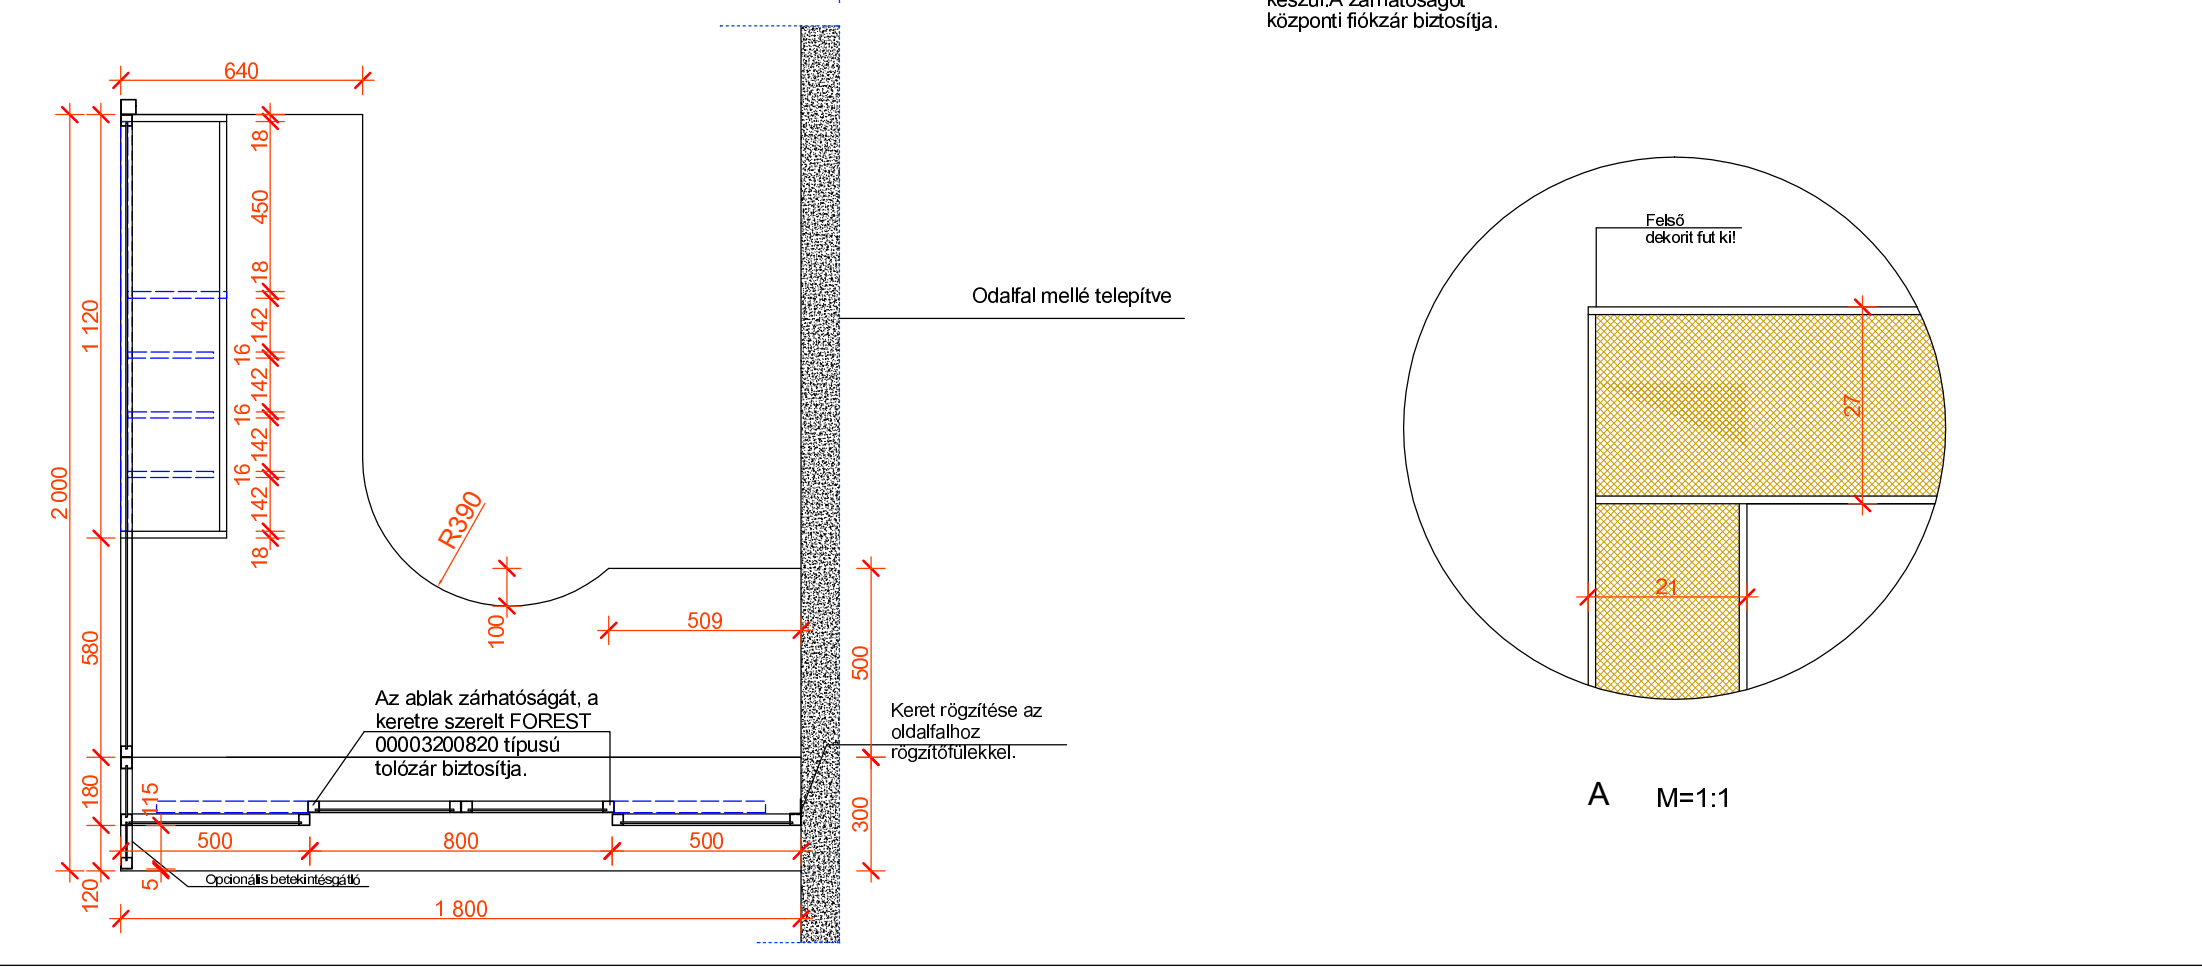 készül.A zárhatóságot
központi fiókzár biztosítja.
640
18
450
18
142
16
142
16
142
16
142
18
1 120
2 000
580
180
120
115
5
R390
100
509
500
300
Odalfal mellé telepítve
Az ablak zárhatóságát, a
keretre szerelt FOREST
00003200820 típusú
tolózár biztosítja.
Keret rögzítése az
oldalfalhoz
rögzítőfülekkel.
500
800
500
Opcionális betekintésgátló
1 800
Felső
dekorit fut ki!
27
21
A M=1:1